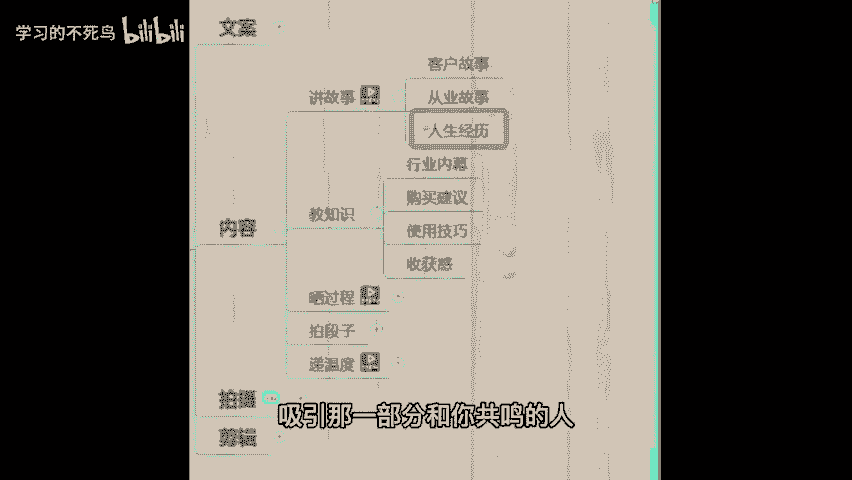 学习的不死鸟 bilibili
文案
客户故事
讲故事
从业故事
人生经历
行业内幕
购买建议
教知识
内容
使用技巧
收获感
晒过程
拍段子
递温度
拍摄
吸引那一部分和你共鸣的人
剪辑